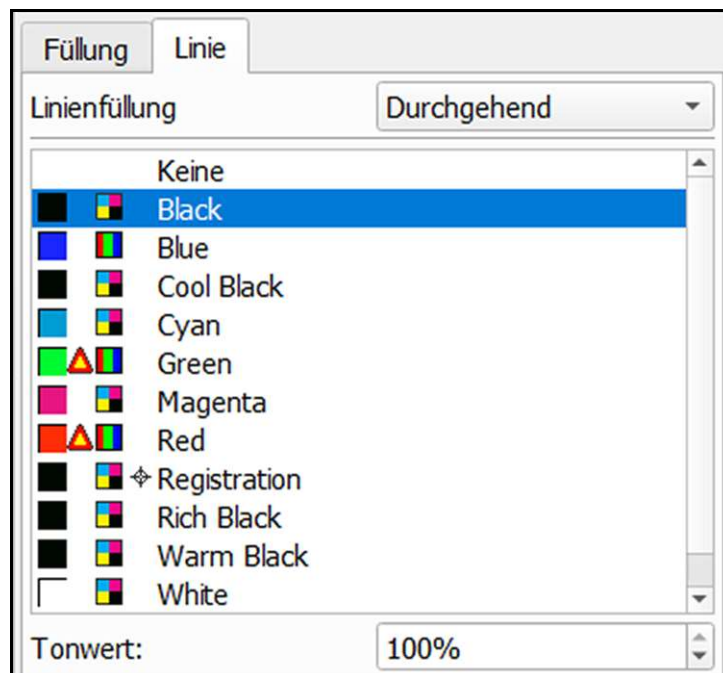 Füllung Linie
Linienfüllung Durchgehend
Keine
Black
Blue
Cool Black
Cyan
Green
Magenta
Red
Registration
Rich Black
Warm Black
White
Tonwert: 100%